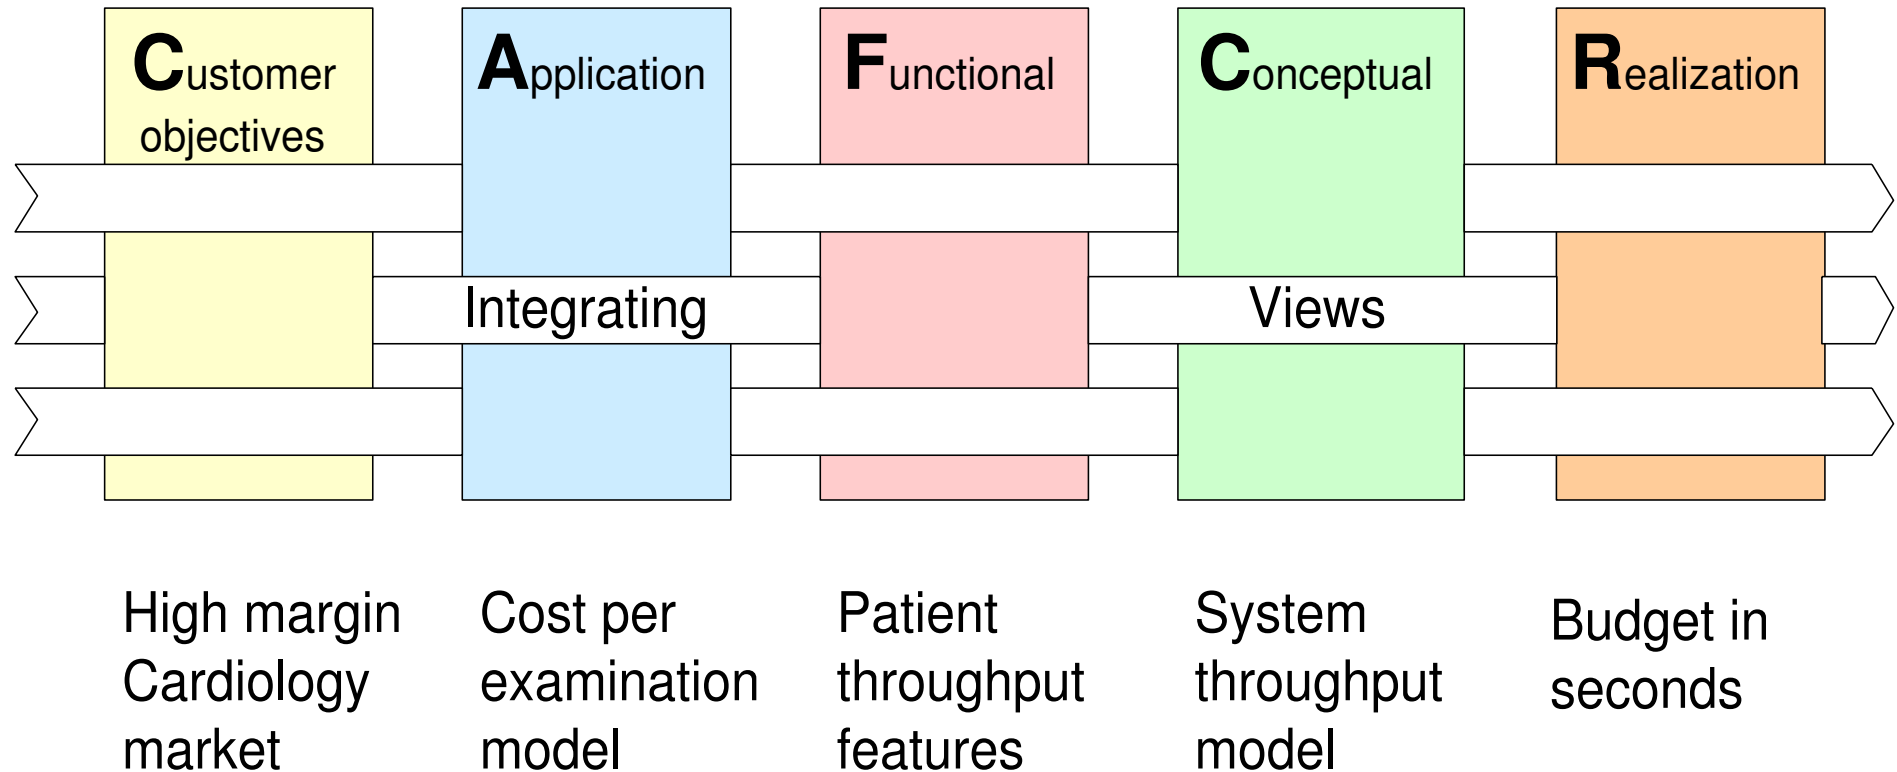 Customer
objectives
Application
Functional
Conceptual
Realization
Integrating
Views
High margin
Cardiology
market
Cost per
examination
model
Patient
throughput
features
System
throughput
model
Budget in
seconds